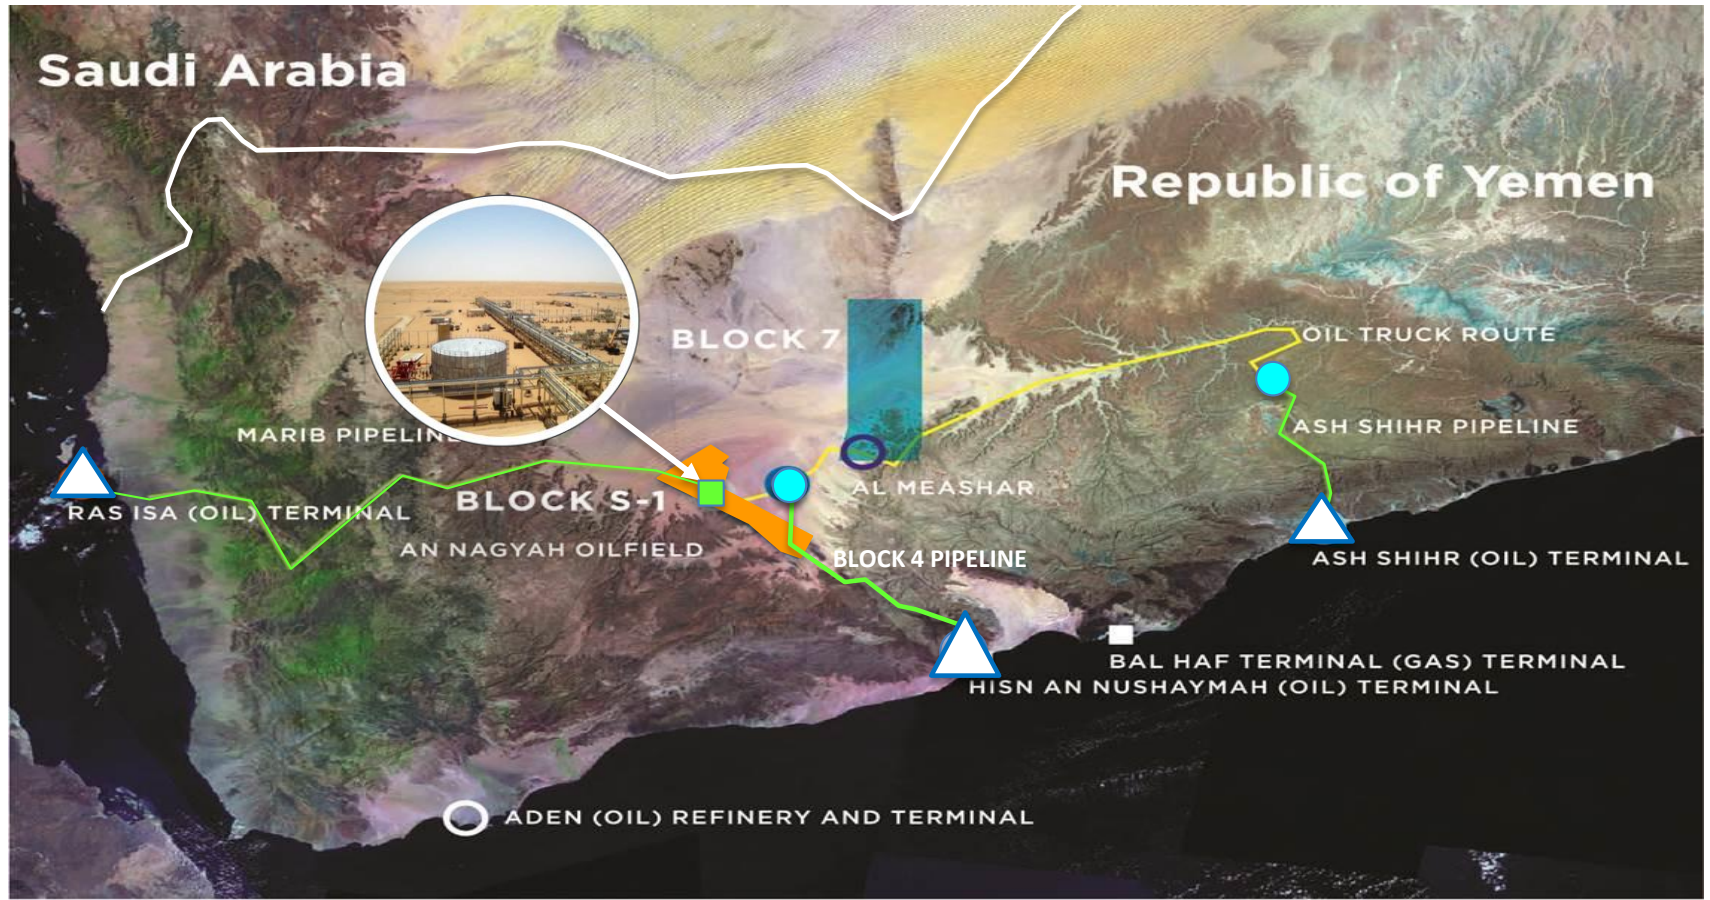 Saudi Arabia
Republic of Yemen
BLOCK 7
OIL TRUCK ROUTE
MARIB PIPELINE
ASH SHIHR PIPELINE
AL MEASHAR
BLOCK S-1
RAS ISA (OIL) TERMINAL
AN NAGYAH OILFIELD
BLOCK 4 PIPELINE
ASH SHIHR (OIL) TERMINAL
BAL HAF TERMINAL (GAS) TERMINAL
HISN AN NUSHAYMAH (OIL) TERMINAL
ADEN (OIL) REFINERY AND TERMINAL